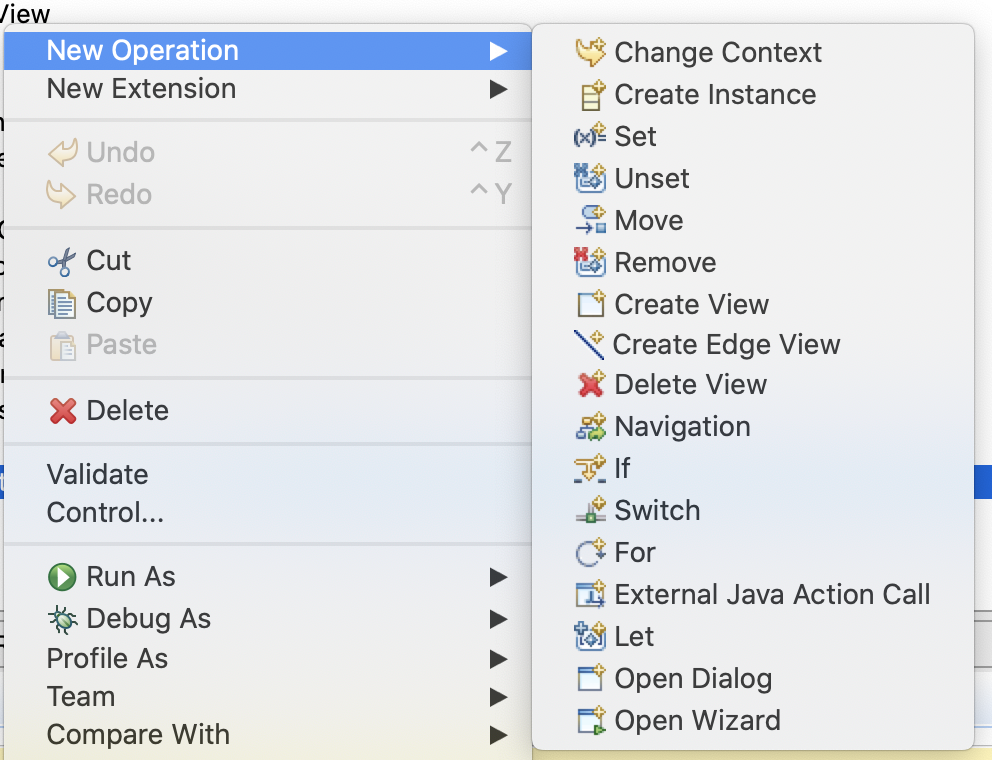 View
New Operation
New Extension
Undo ^ Z
Redo ^ Y
Cut
Copy
Paste
Delete
Validate
Control...
Run As
Debug As
Profile As
Team
Compare With
Change Context
Create Instance
Set
Unset
Move
Remove
Create View
Create Edge View
Delete View
Navigation
If
Switch
For
External Java Action Call
Let
Open Dialog
Open Wizard